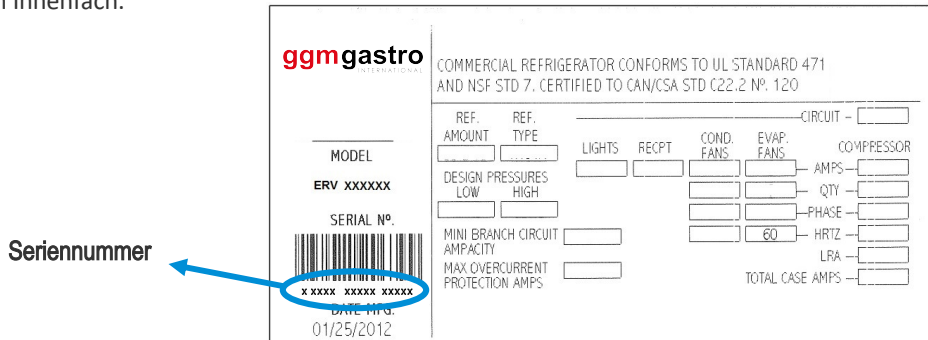 Innenfach.
ggmgastro
INTERNATIONAL
COMMERCIAL REFRIGERATOR CONFORMS TO UL STANDARD 471
AND NSF STD 7. CERTIFIED TO CAN/CSA STD C22.2 Nº. 120
MODEL
ERV XXXXXX
SERIAL Nº.
Seriennummer
x xxxx xxxxx xxxxx
DATE MFG.
01/25/2012
REF. AMOUNT
REF. TYPE
DESIGN PRESSURES
LOW HIGH
MINI BRANCH CIRCUIT
AMPACITY
MAX OVERCURRENT
PROTECTION AMPS
LIGHTS RECPT
COND. FANS
EVAP. FANS
60
CIRCUIT -
COMPRESSOR
AMPS
QTY
PHASE
HRTZ
LRA
TOTAL CASE AMPS